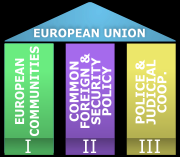 EUROPEAN UNION
EUROPEAN
COMMUNITIES
COMMON
FOREIGN &
SECURITY
POLICY
POLICE &
JUDICIAL
COOP.
I
II
III